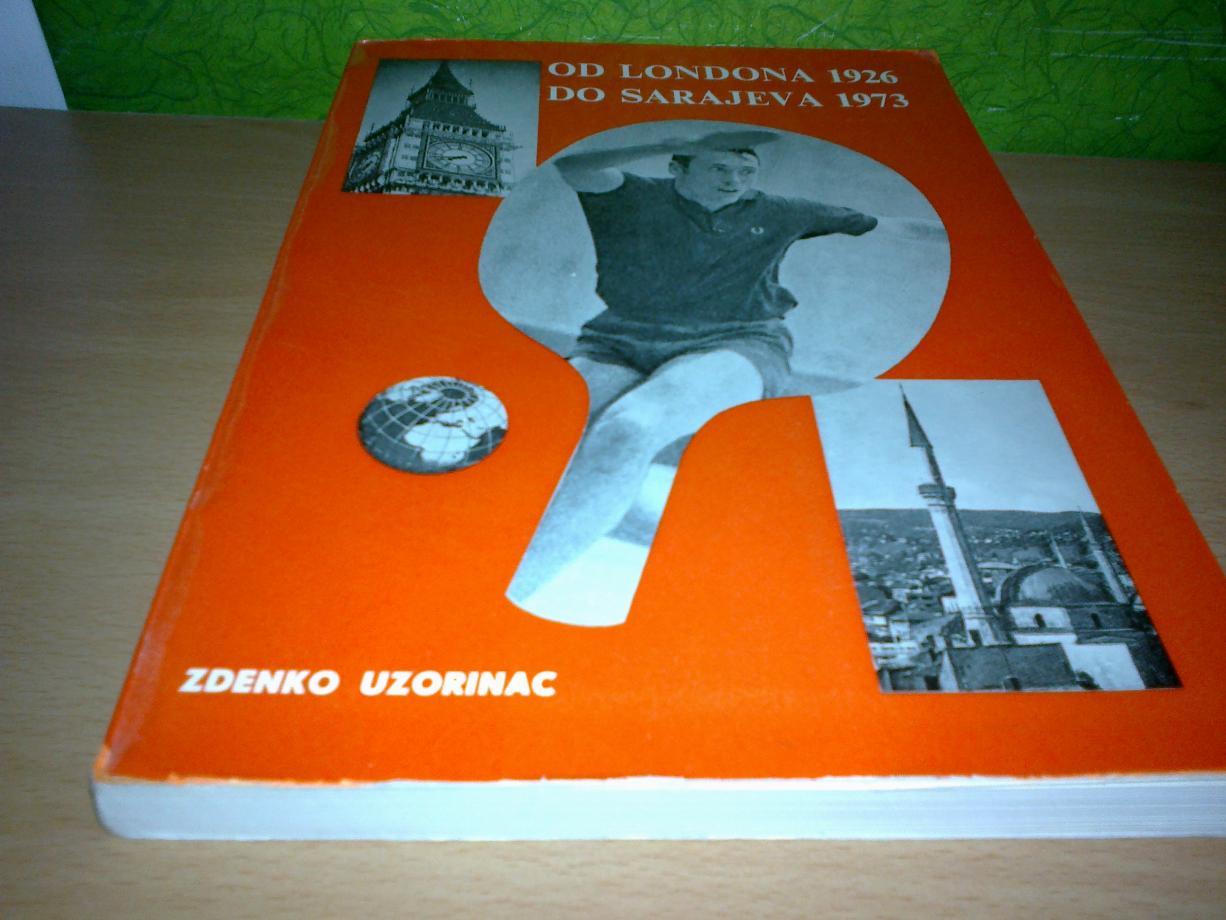 OD LONDONA 1926
DO SARAJEVA 1973
ZDENKO UZORINAC